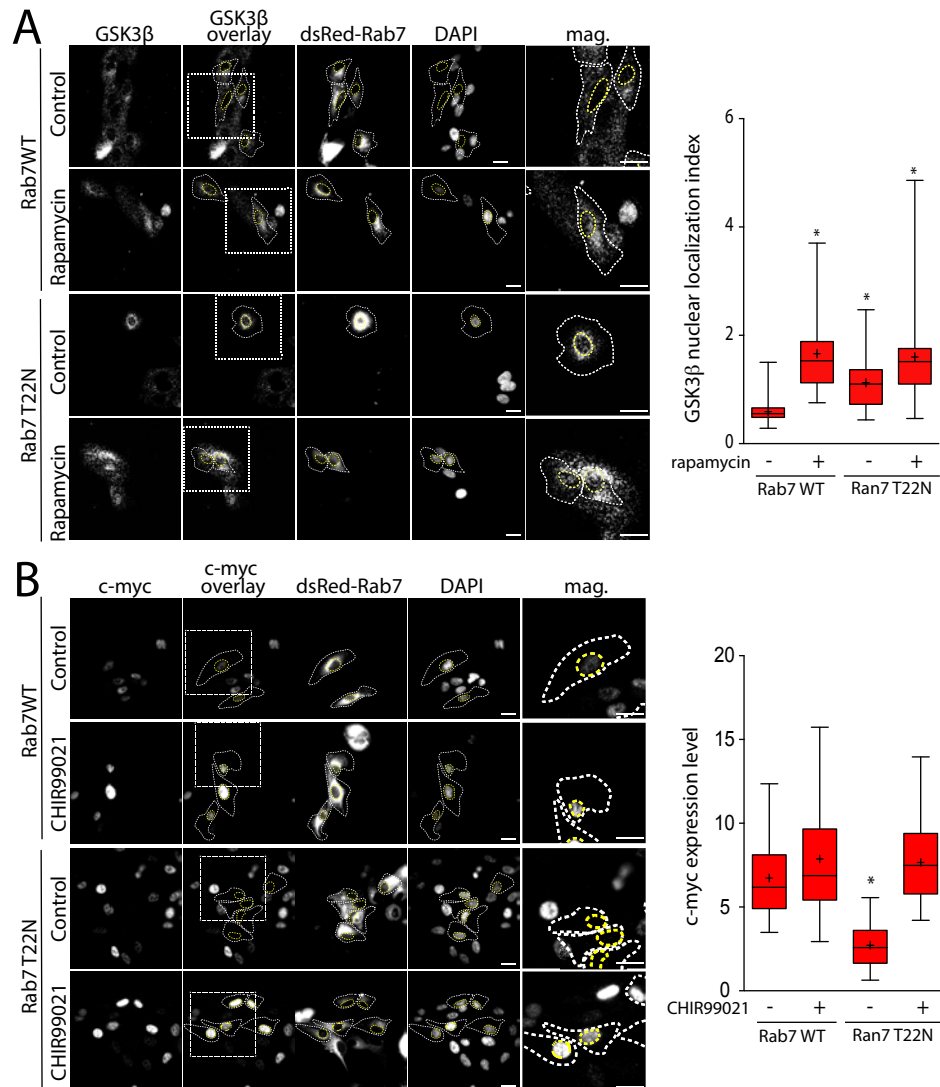 A
GSK3β
GSK3β overlay
dsRed-Rab7
DAPI
mag.
Rab7WT
Control
Rapamycin
Rab7 T22N
Control
Rapamycin
GSK3β nuclear localization index
6
4
2
0
*
*
*
rapamycin - + - +
Rab7 WT Ran7 T22N
B
c-myc
c-myc overlay
dsRed-Rab7
DAPI
mag.
Rab7WT
Control
CHIR99021
Rab7 T22N
Control
CHIR99021
c-myc expression level
20
15
10
5
0
*
CHIR99021 - + - +
Rab7 WT Ran7 T22N